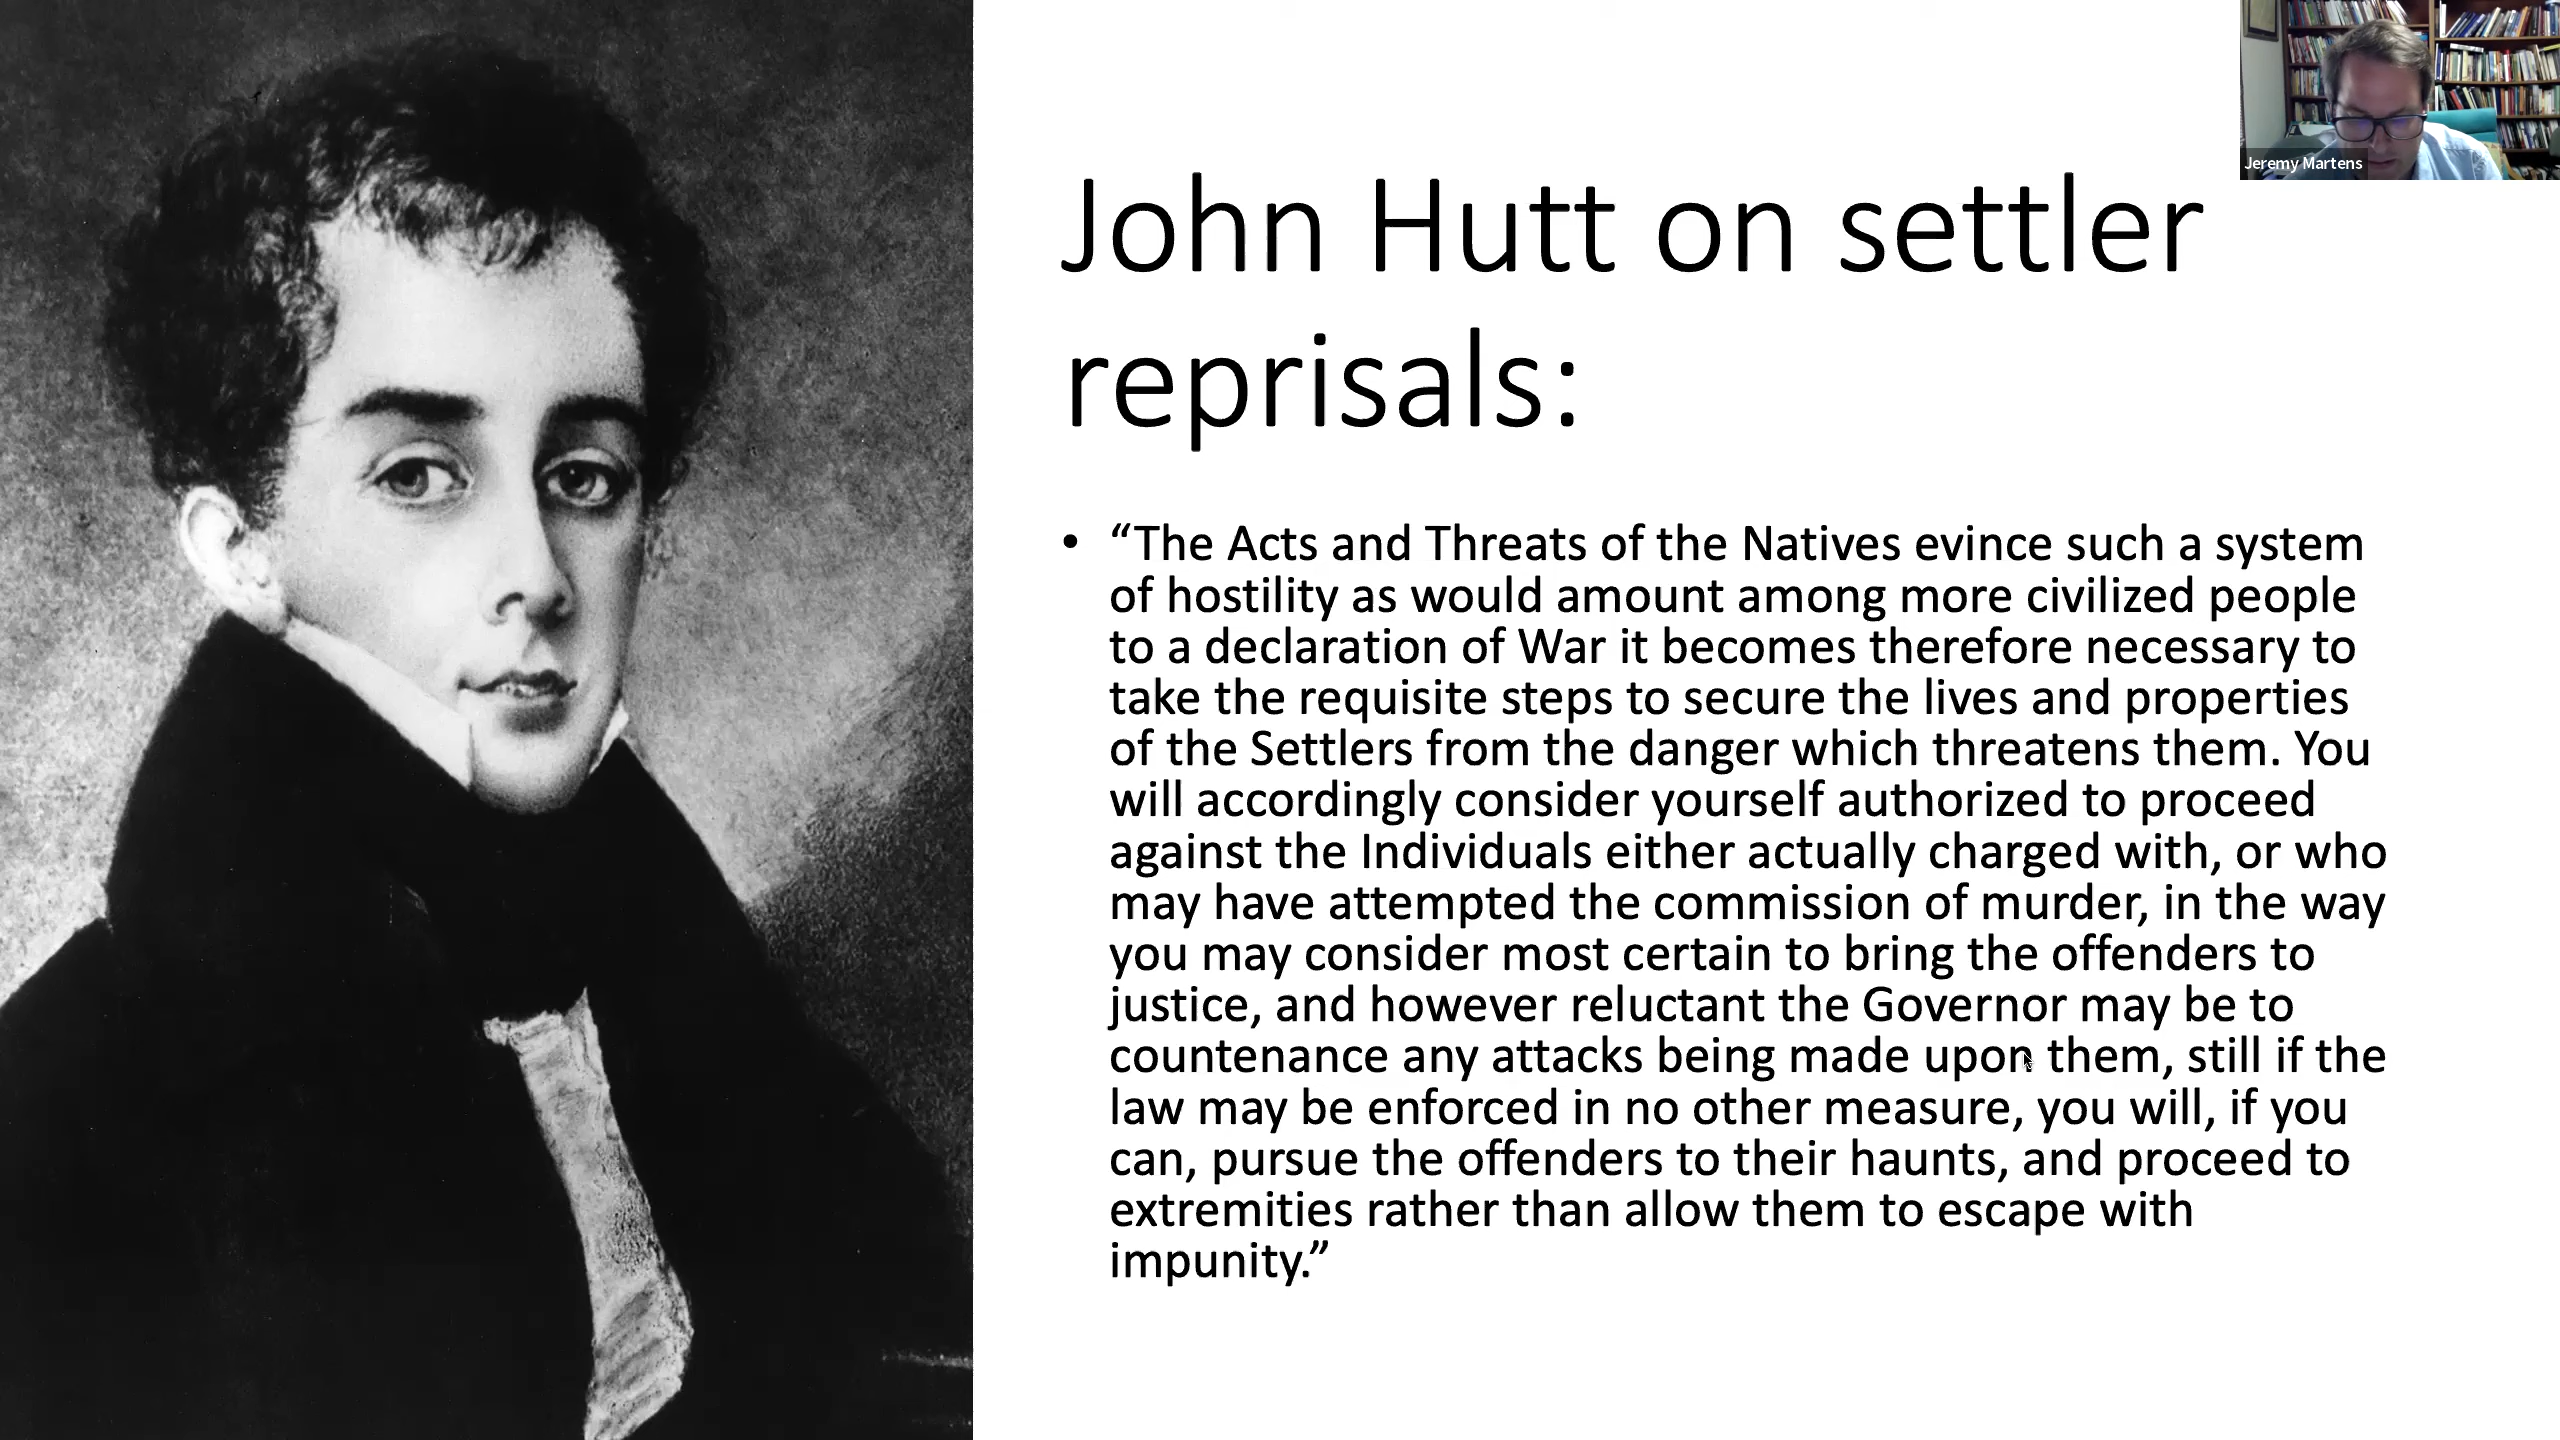 Jeremy Martens
John Hutt on settler
reprisals:
• “The Acts and Threats of the Natives evince such a system
of hostility as would amount among more civilized people
to a declaration of War it becomes therefore necessary to
take the requisite steps to secure the lives and properties
of the Settlers from the danger which threatens them. You
will accordingly consider yourself authorized to proceed
against the Individuals either actually charged with, or who
may have attempted the commission of murder, in the way
you may consider most certain to bring the offenders to
justice, and however reluctant the Governor may be to
countenance any attacks being made upon them, still if the
law may be enforced in no other measure, you will, if you
can, pursue the offenders to their haunts, and proceed to
extremities rather than allow them to escape with
impunity.”